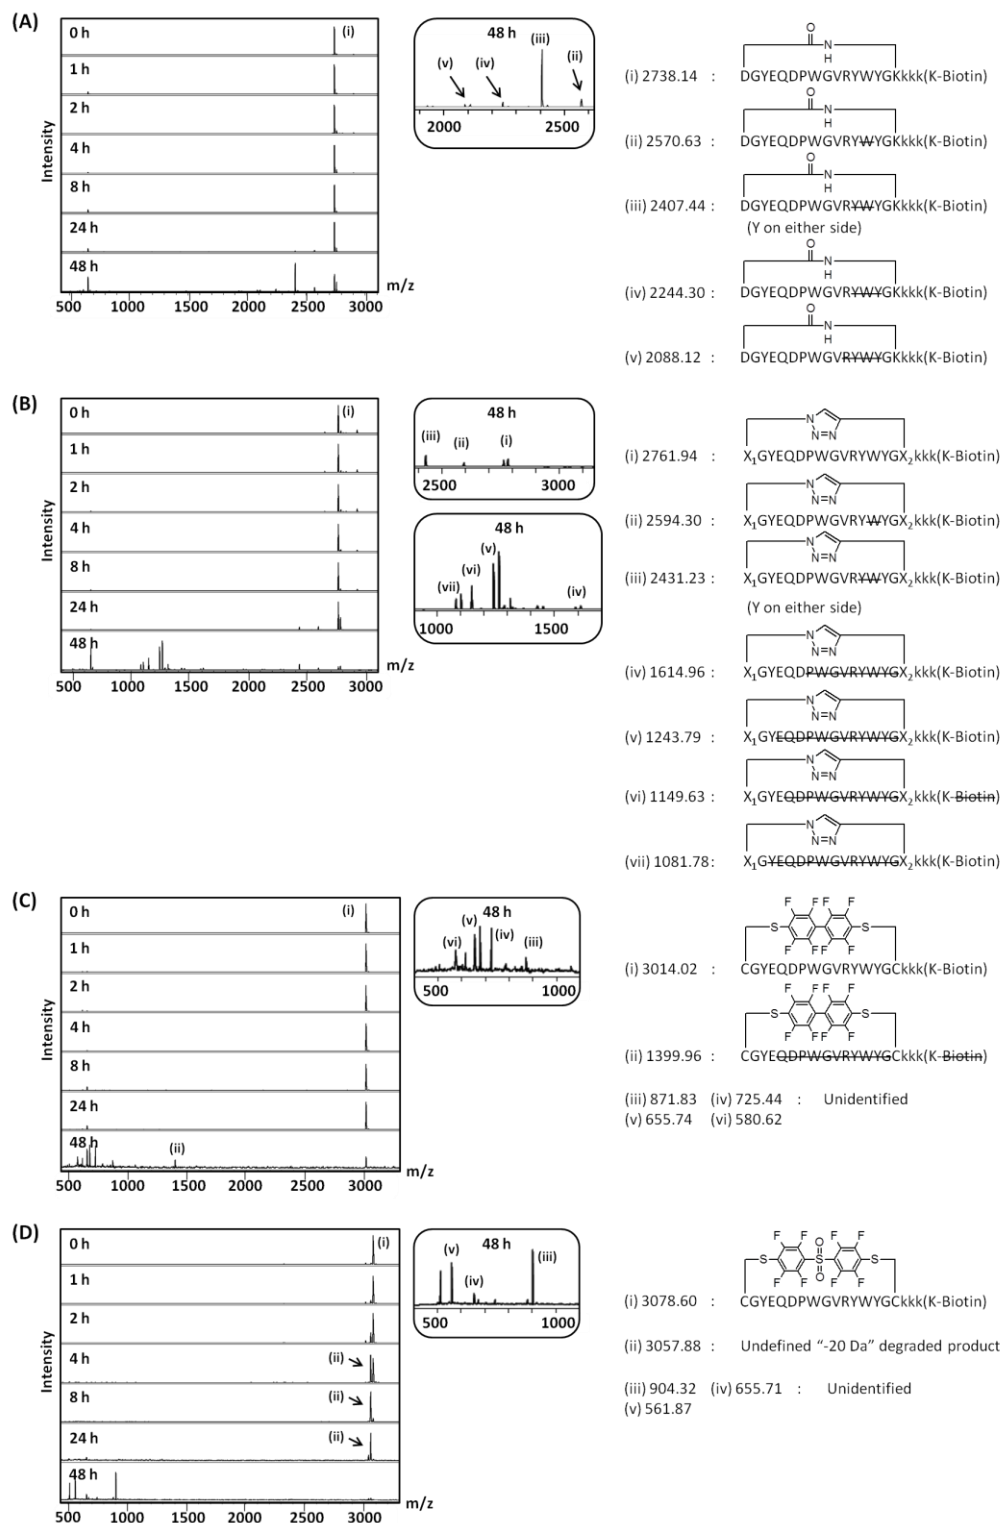 (A)
0 h
(i)
1 h
2 h
4 h
8 h
24 h
48 h
Intensity
500 1000 1500 2000 2500 3000
m/z
48 h
(v) (iv) (iii) (ii)
2000 2500
O
N
H
(i) 2738.14 : DGYEQDPWGVRYWYGKkkk(K-Biotin)
O
N
H
(ii) 2570.63 : DGYEQDPWGVRYWYGKkkk(K-Biotin)
O
N
H
(iii) 2407.44 : DGYEQDPWGVRYWYGKkkk(K-Biotin)
(Y on either side)
O
N
H
(iv) 2244.30 : DGYEQDPWGVRYWYGKkkk(K-Biotin)
O
N
H
(v) 2088.12 : DGYEQDPWGVRYWYGKkkk(K-Biotin)
(B)
0 h
(i)
1 h
2 h
4 h
8 h
24 h
48 h
Intensity
500 1000 1500 2000 2500 3000
m/z
48 h
(iii) (ii) (i)
2500 3000
48 h
(vii) (vi) (v) (iv)
1000 1500
N
N=N
(i) 2761.94 : X1GYEQDPWGVRYWYGX2kkk(K-Biotin)
N
N=N
(ii) 2594.30 : X1GYEQDPWGVRYWYGX2kkk(K-Biotin)
N
N=N
(iii) 2431.23 : X1GYEQDPWGVRYWYGX2kkk(K-Biotin)
(Y on either side)
N
N=N
(iv) 1614.96 : X1GYEQDPWGVRYWYGX2kkk(K-Biotin)
N
N=N
(v) 1243.79 : X1GYEQDPWGVRYWYGX2kkk(K-Biotin)
N
N=N
(vi) 1149.63 : X1GYEQDPWGVRYWYGX2kkk(K-Biotin)
N
N=N
(vii) 1081.78 : X1GYEQDPWGVRYWYGX2kkk(K-Biotin)
(C)
0 h
(i)
1 h
2 h
4 h
8 h
24 h
48 h
(ii)
Intensity
500 1000 1500 2000 2500 3000
m/z
48 h
(vi) (v) (iv) (iii)
500 1000
F F F F
S S
F F F F
(i) 3014.02 : CGYEQDPWGVRYWYGCkkk(K-Biotin)
F F F F
S S
F F F F
(ii) 1399.96 : CGYEQDPWGVRYWYGCkkk(K-Biotin)
(iii) 871.83 (iv) 725.44 : Unidentified
(v) 655.74 (vi) 580.62
(D)
0 h
(i)
1 h
2 h
4 h
(ii)
8 h
(ii)
24 h
(ii)
48 h
Intensity
500 1000 1500 2000 2500 3000
m/z
48 h
(v) (iv) (iii)
500 1000
F F O F F
S S S
F F O F F
(i) 3078.60 : CGYEQDPWGVRYWYGCkkk(K-Biotin)
(ii) 3057.88 : Undefined "-20 Da" degraded product
(iii) 904.32 (iv) 655.71 : Unidentified
(v) 561.87